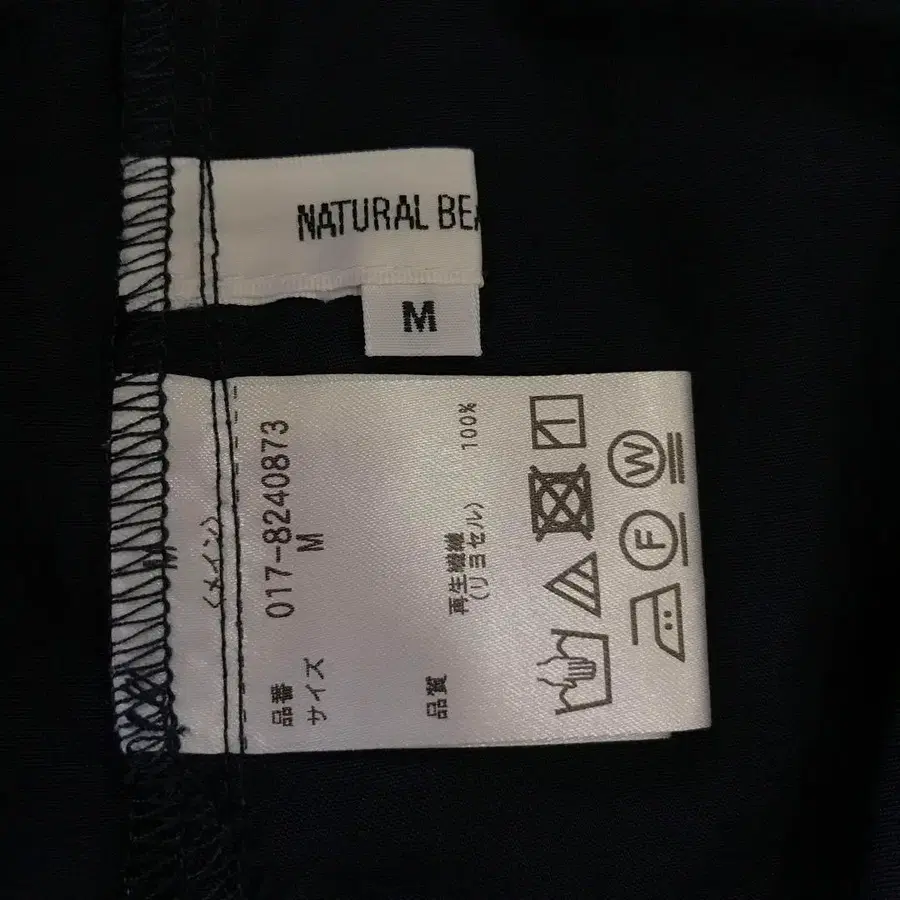 NATURAL BEA
M
(メイン)
品番 017-8240873
サイズ M
品質 再生繊維 100%
(リヨセル)
W
F